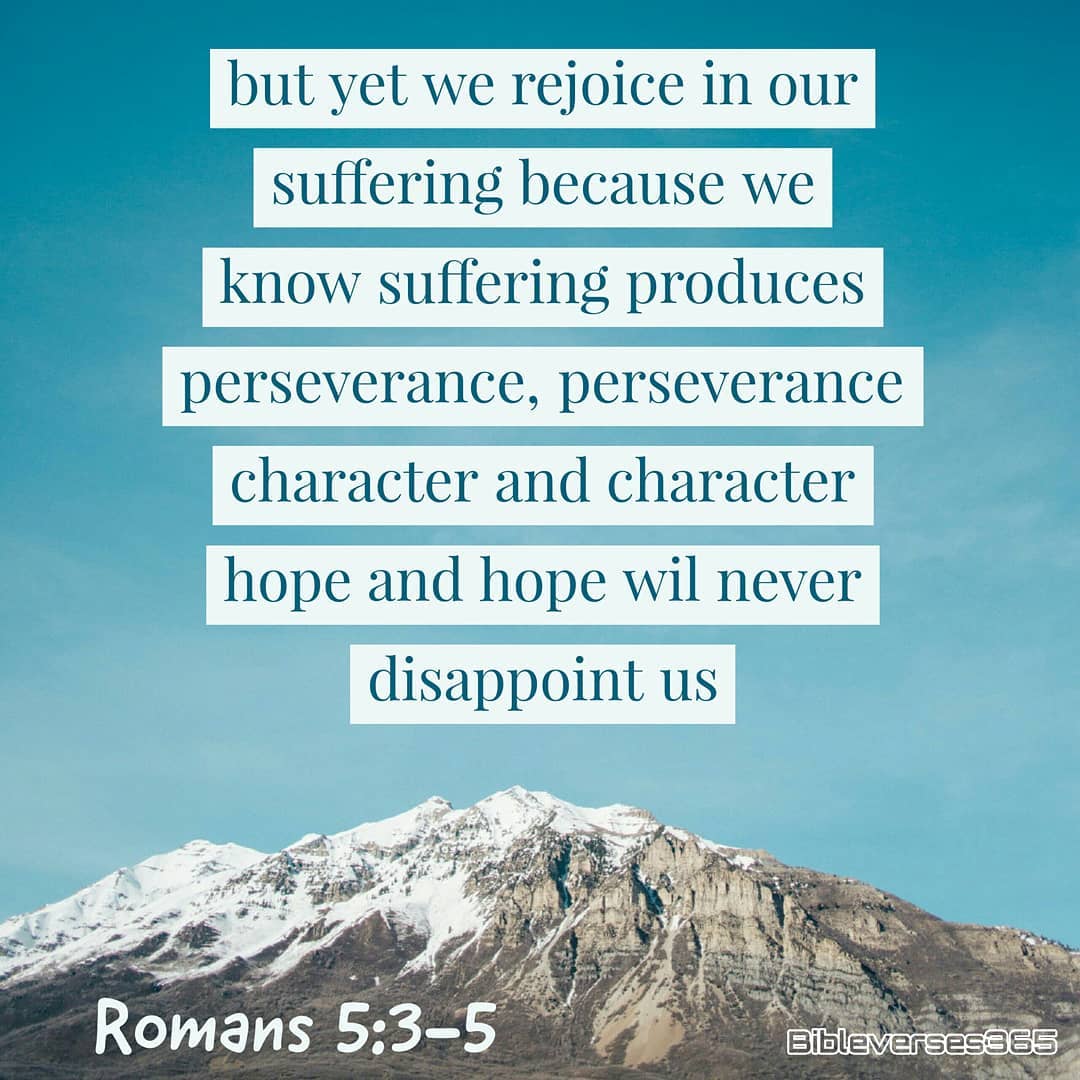 but yet we rejoice in our
suffering because we
know suffering produces
perseverance, perseverance
character and character
hope and hope wil never
disappoint us
Romans 5:3-5
Bibleverses365